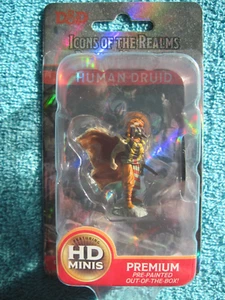 D&D
ICONS OF THE REALMS
HUMAN DRUID
HD
MINIS
PREMIUM
PRE-PAINTED
OUT-OF-THE-BOX!